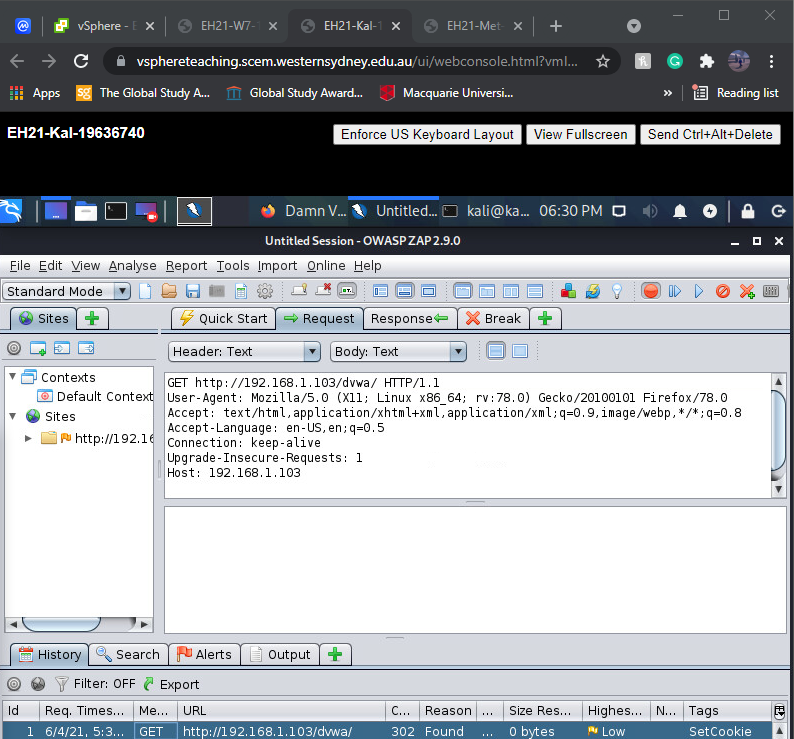 vSphere - E
EH21-W7-1
EH21-Kal-1
EH21-Met-
vsphereteaching.scem.westernsydney.edu.au/ui/webconsole.html?vml...
Apps
sg
The Global Study A...
Global Study Award...
Macquarie Universi...
»
Reading list
EH21-Kal-19636740
Enforce US Keyboard Layout
View Fullscreen
Send Ctrl+Alt+Delete
Damn V...
Untitled...
kali@ka...
06:30 PM
Untitled Session - OWASP ZAP 2.9.0
File Edit View Analyse Report Tools Import Online Help
Standard Mode
Sites
Quick Start
Request
Response
Break
Header: Text
Body: Text
Contexts
Default Context
Sites
http://192.16
GET http://192.168.1.103/dvwa/ HTTP/1.1
User-Agent: Mozilla/5.0 (X11; Linux x86_64; rv:78.0) Gecko/20100101 Firefox/78.0
Accept: text/html,application/xhtml+xml,application/xml;q=0.9,image/webp,*/*;q=0.8
Accept-Language: en-US,en;q=0.5
Connection: keep-alive
Upgrade-Insecure-Requests: 1
Host: 192.168.1.103
History
Search
Alerts
Output
Filter: OFF
Export
Id Req. Times... Me... URL C... Reason ... Size Res... Highes... N... Tags
1 6/4/21, 5:3... GET http://192.168.1.103/dvwa/ 302 Found ... 0 bytes Low SetCookie